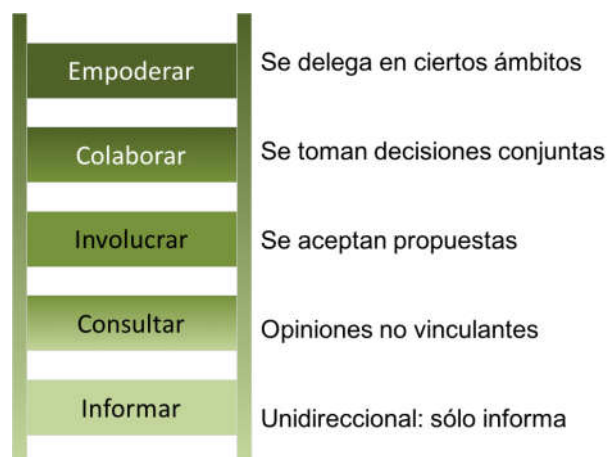 Empoderar
Se delega en ciertos ámbitos
Colaborar
Se toman decisiones conjuntas
Involucrar
Se aceptan propuestas
Consultar
Opiniones no vinculantes
Informar
Unidireccional: sólo informa